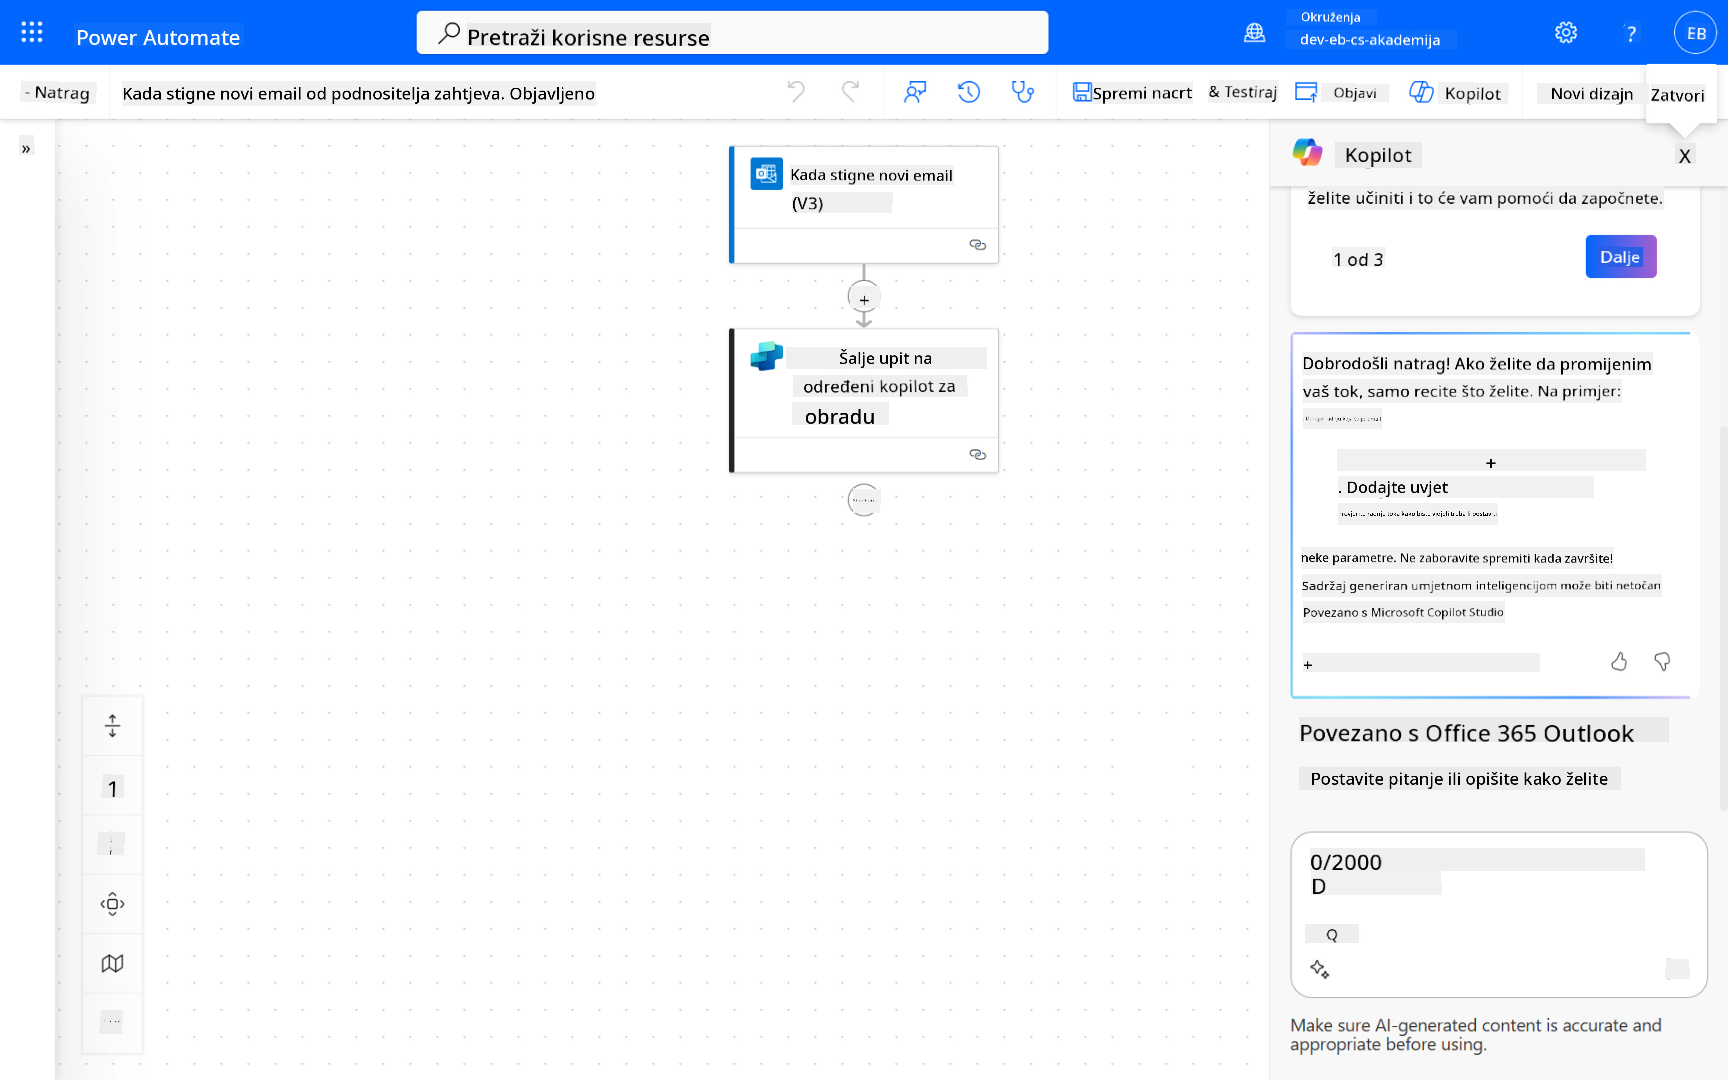 Power Automate
Pretraži korisne resurse
Okruženja
dev-eb-cs-akademija
?
EB
- Natrag
Kada stigne novi email od podnositelja zahtjeva. Objavljeno
Spremi nacrt
& Testiraj
Objavi
Kopilot
Novi dizajn
Zatvori
»
Kada stigne novi email
(V3)
+
Šalje upit na
određeni kopilot za
obradu
1
Kopilot
X
želite učiniti i to će vam pomoći da započnete.
1 od 3
Dalje
Dobrodošli natrag! Ako želite da promijenim
vaš tok, samo recite što želite. Na primjer:
+
. Dodajte uvjet
neke parametre. Ne zaboravite spremiti kada završite!
Sadržaj generiran umjetnom inteligencijom može biti netočan
Povezano s Microsoft Copilot Studio
+
Povezano s Office 365 Outlook
Postavite pitanje ili opišite kako želite
0/2000
D
Q
Make sure AI-generated content is accurate and
appropriate before using.